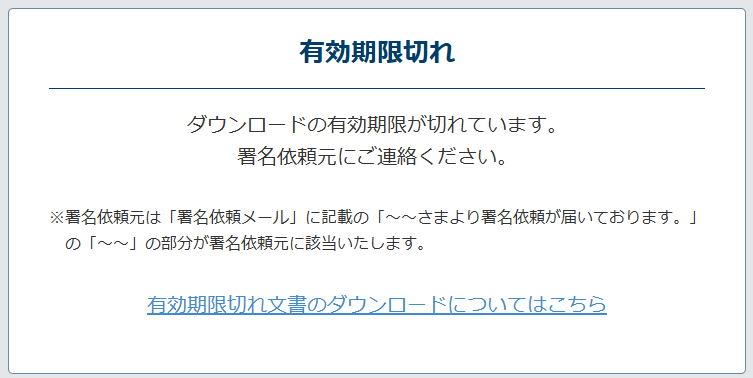 有効期限切れ
ダウンロードの有効期限が切れています。
署名依頼元にご連絡ください。
※署名依頼元は「署名依頼メール」に記載の「～～さまより署名依頼が届いております。」
の「～～」の部分が署名依頼元に該当いたします。
有効期限切れ文書のダウンロードについてはこちら